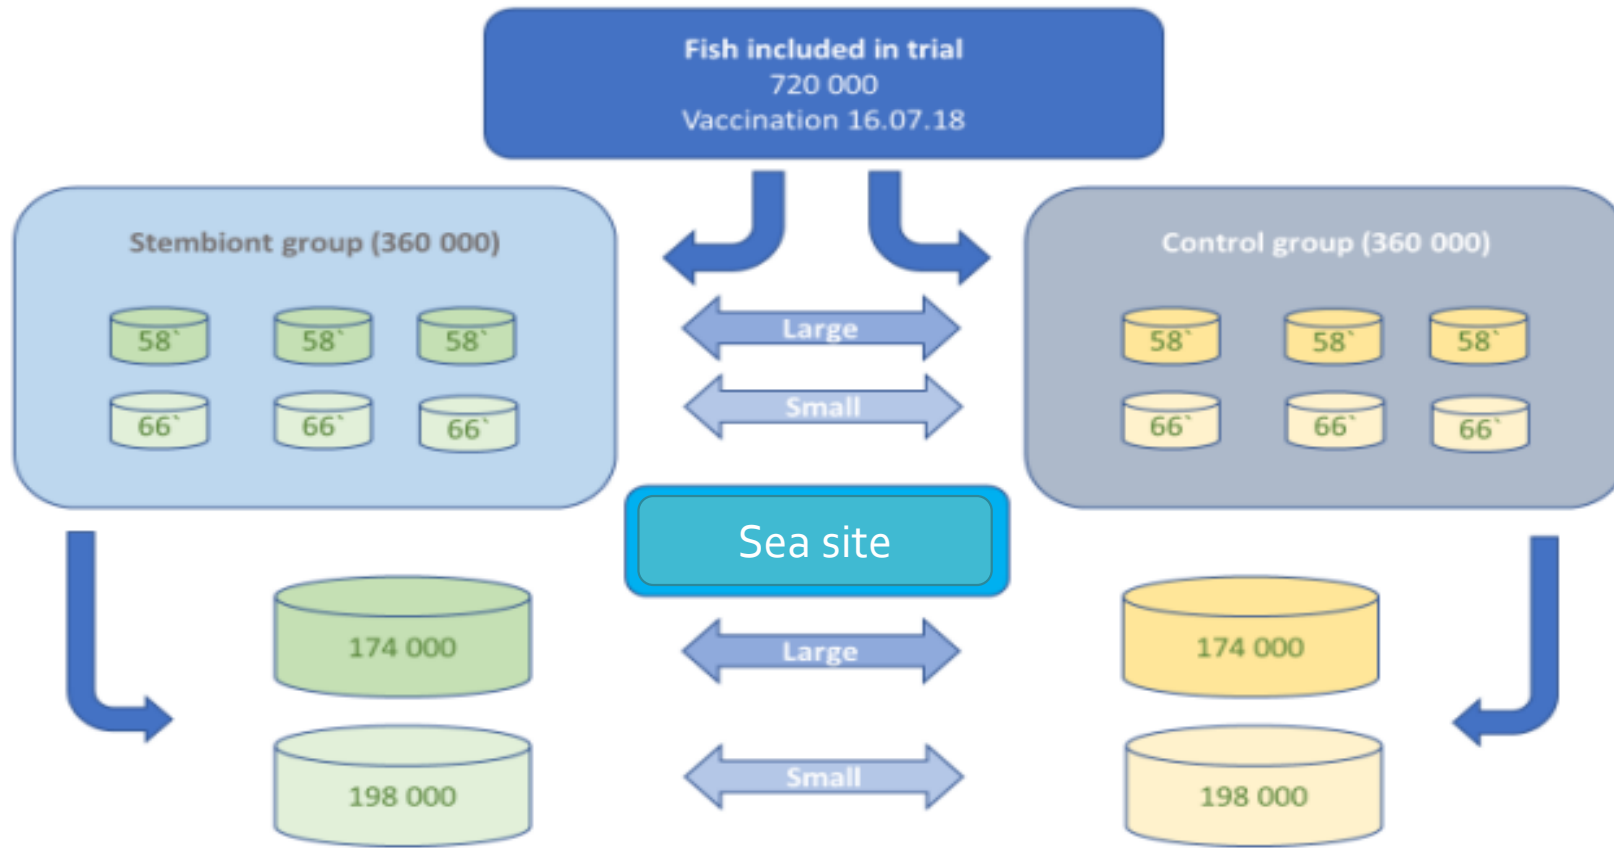 Fish included in trial
720 000
Vaccination 16.07.18
Stembiont group (360 000)
Control group (360 000)
58` 58` 58`
Large
58` 58` 58`
66` 66` 66`
Small
66` 66` 66`
Sea site
174 000
Large
174 000
198 000
Small
198 000